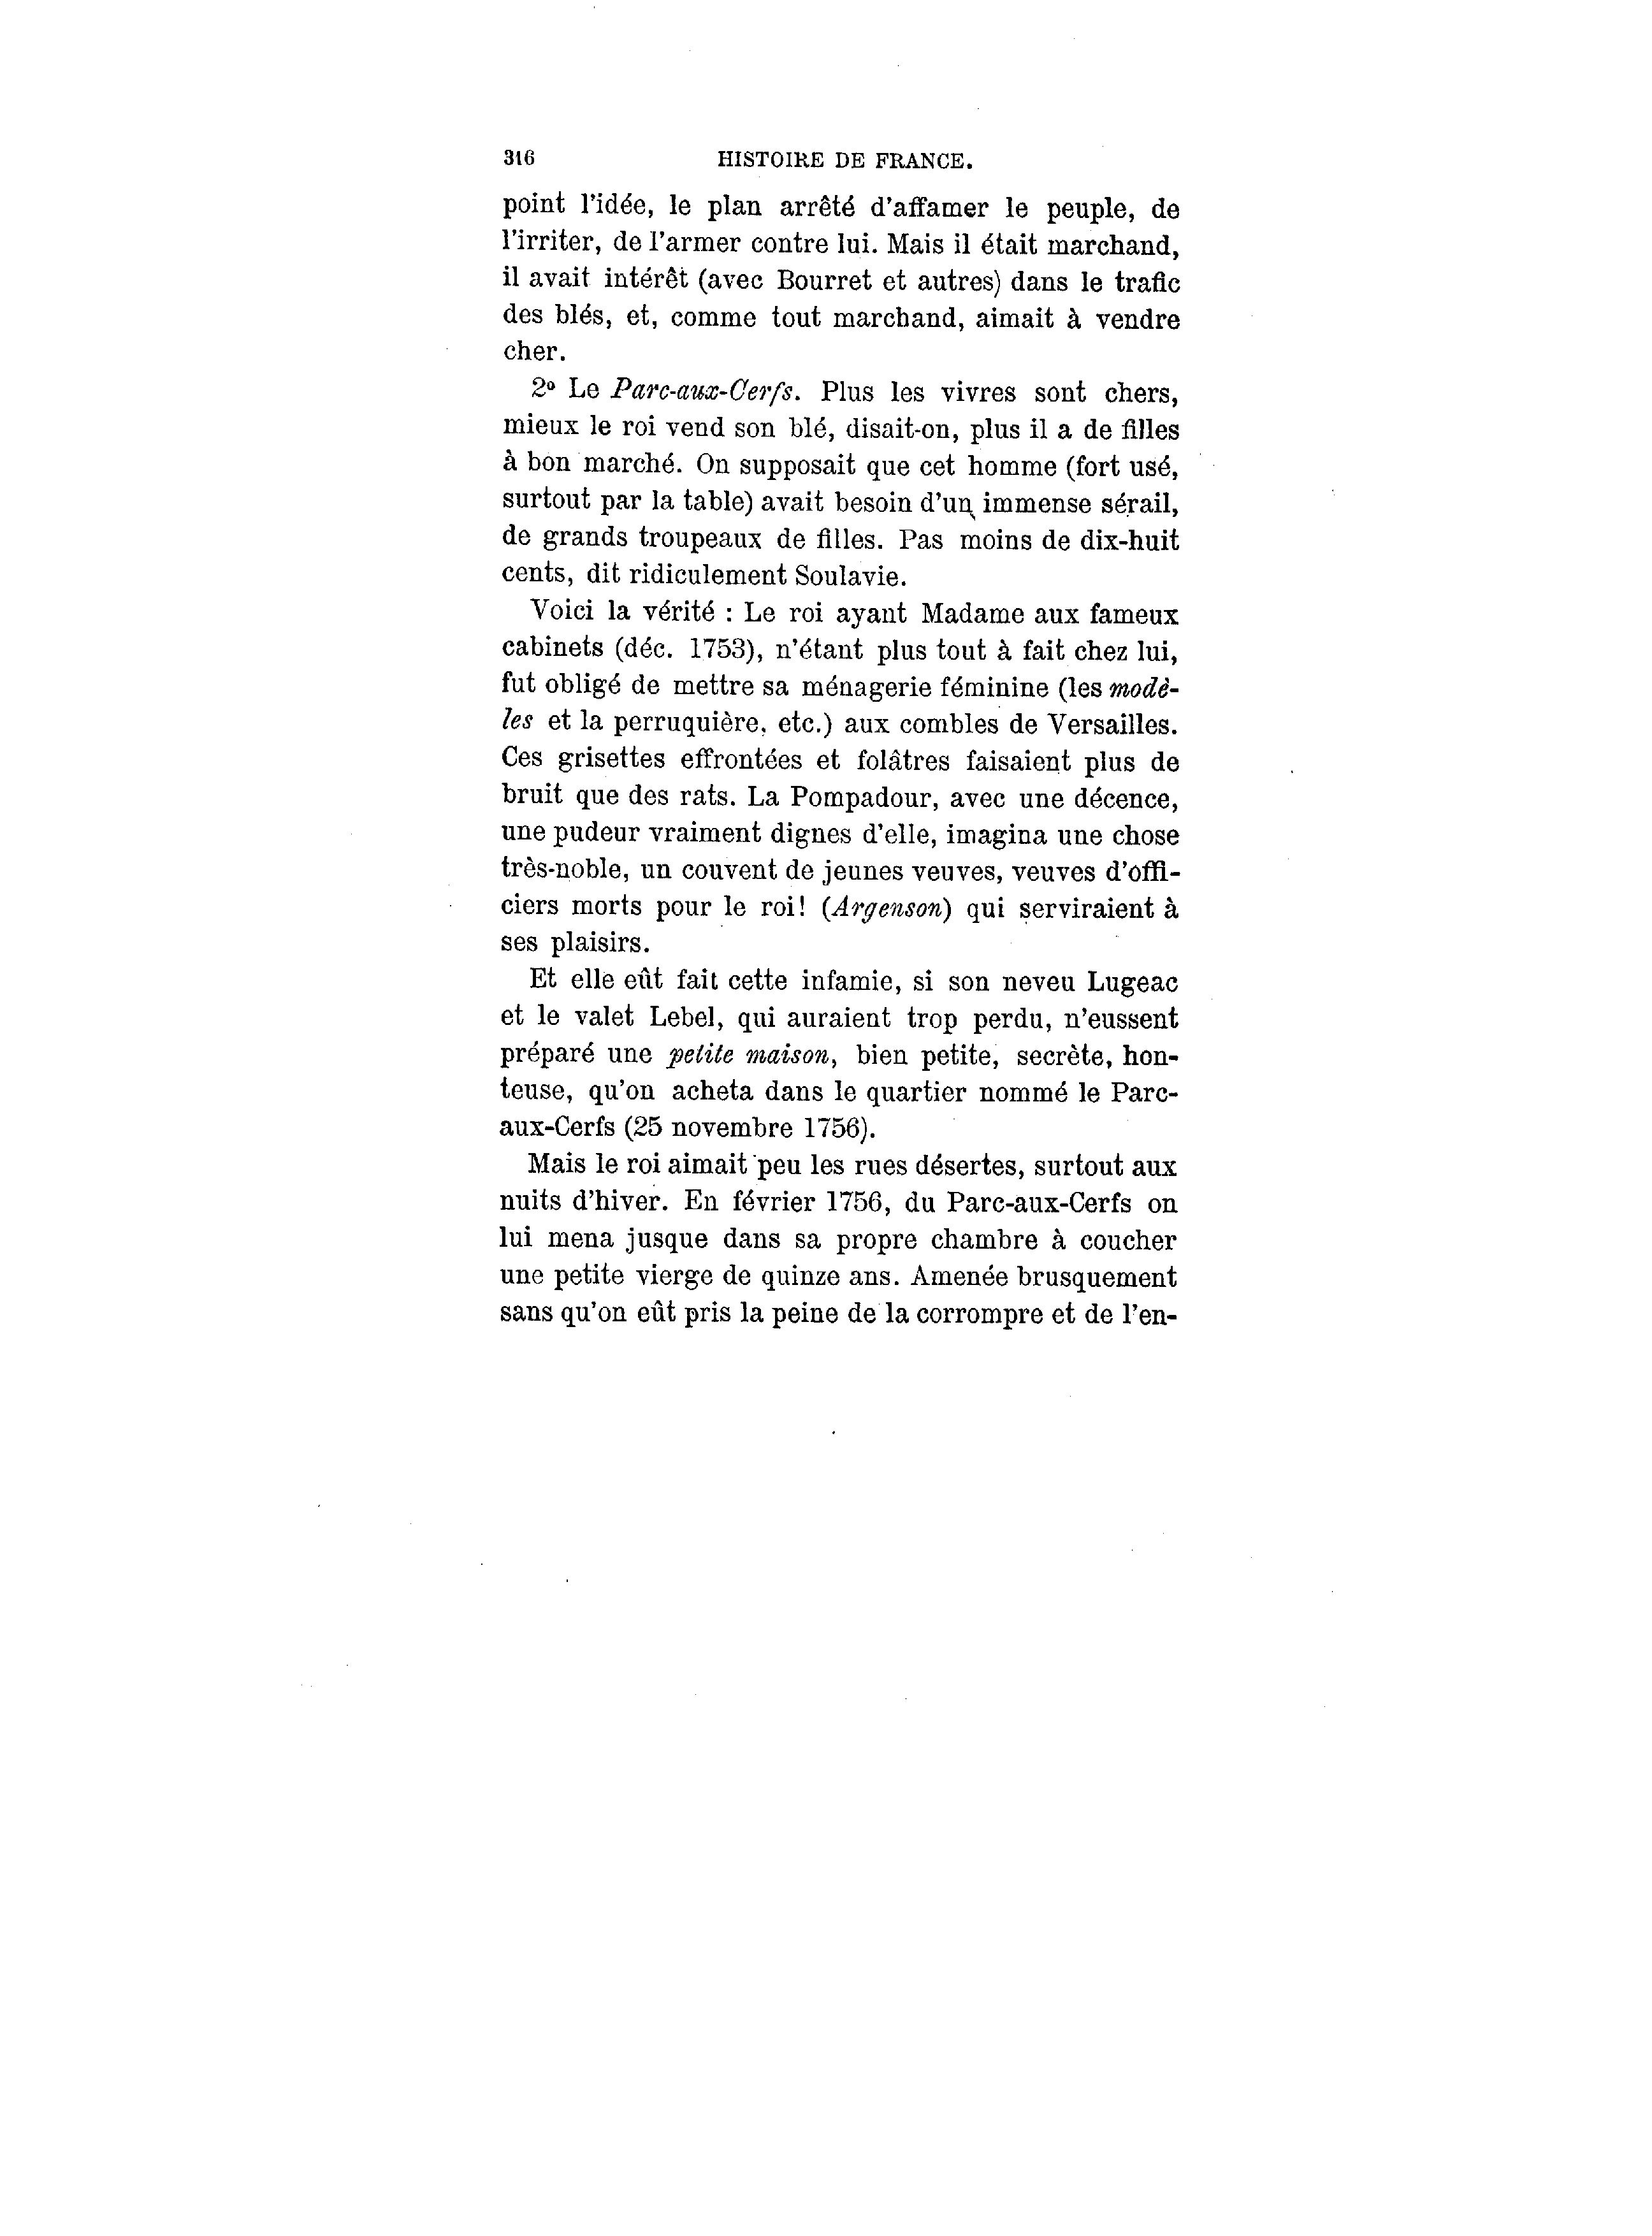 316 HISTOIRE DE FRANCE.
point l'idée, le plan arrêté d'affamer le peuple, de
l'irriter, de l'armer contre lui. Mais il était marchand,
il avait intérêt (avec Bourret et autres) dans le trafic
des blés, et, comme tout marchand, aimait à vendre
cher.
2º Le Parc-aux-Cerfs. Plus les vivres sont chers,
mieux le roi vend son blé, disait-on, plus il a de filles
à bon marché. On supposait que cet homme (fort usé,
surtout par la table) avait besoin d'un immense sérail,
de grands troupeaux de filles. Pas moins de dix-huit
cents, dit ridiculement Soulavie.
Voici la vérité : Le roi ayant Madame aux fameux
cabinets (déc. 1753), n'étant plus tout à fait chez lui,
fut obligé de mettre sa ménagerie féminine (les modè-
les et la perruquière, etc.) aux combles de Versailles.
Ces grisettes effrontées et folâtres faisaient plus de
bruit que des rats. La Pompadour, avec une décence,
une pudeur vraiment dignes d'elle, imagina une chose
très-noble, un couvent de jeunes veuves, veuves d'offi-
ciers morts pour le roi! (Argenson) qui serviraient à
ses plaisirs.
Et elle eût fait cette infamie, si son neveu Lugeac
et le valet Lebel, qui auraient trop perdu, n'eussent
préparé une petite maison, bien petite, secrète, hon-
teuse, qu'on acheta dans le quartier nommé le Parc-
aux-Cerfs (25 novembre 1756).
Mais le roi aimait peu les rues désertes, surtout aux
nuits d'hiver. En février 1756, du Parc-aux-Cerfs on
lui mena jusque dans sa propre chambre à coucher
une petite vierge de quinze ans. Amenée brusquement
sans qu'on eût pris la peine de la corrompre et de l'en-